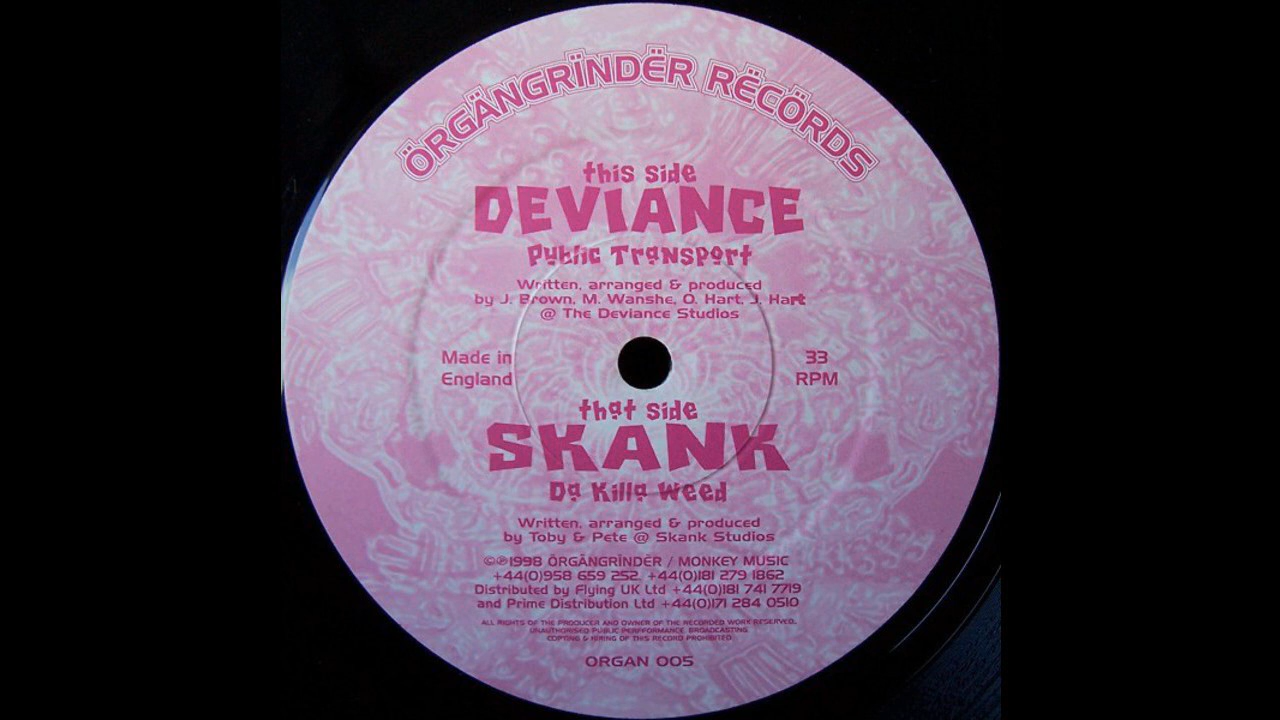 ÖRGÄNGRÏNDËR RËCÖRDS
this side
DEVIANCE
Public Transport
Written, arranged & produced
by J. Brown, M. Wanshe, O. Hart, J. Hart
@ The Deviance Studios
Made in
England
33
RPM
that side
SKANK
Da Killa Weed
Written, arranged & produced
by Toby & Pete @ Skank Studios
©℗1998 ÖRGÄNGRÏNDËR / MONKEY MUSIC
+44(0)958 659 252, +44(0)181 279 1862
Distributed by Flying UK Ltd +44(0)181 741 7719
and Prime Distribution Ltd +44(0)171 284 0510
ALL RIGHTS OF THE PRODUCER AND OWNER OF THE RECORDED WORK RESERVED.
UNAUTHORISED PUBLIC PERFORMANCE, BROADCASTING
COPYING & HIRING OF THIS RECORD PROHIBITED
ORGAN 005